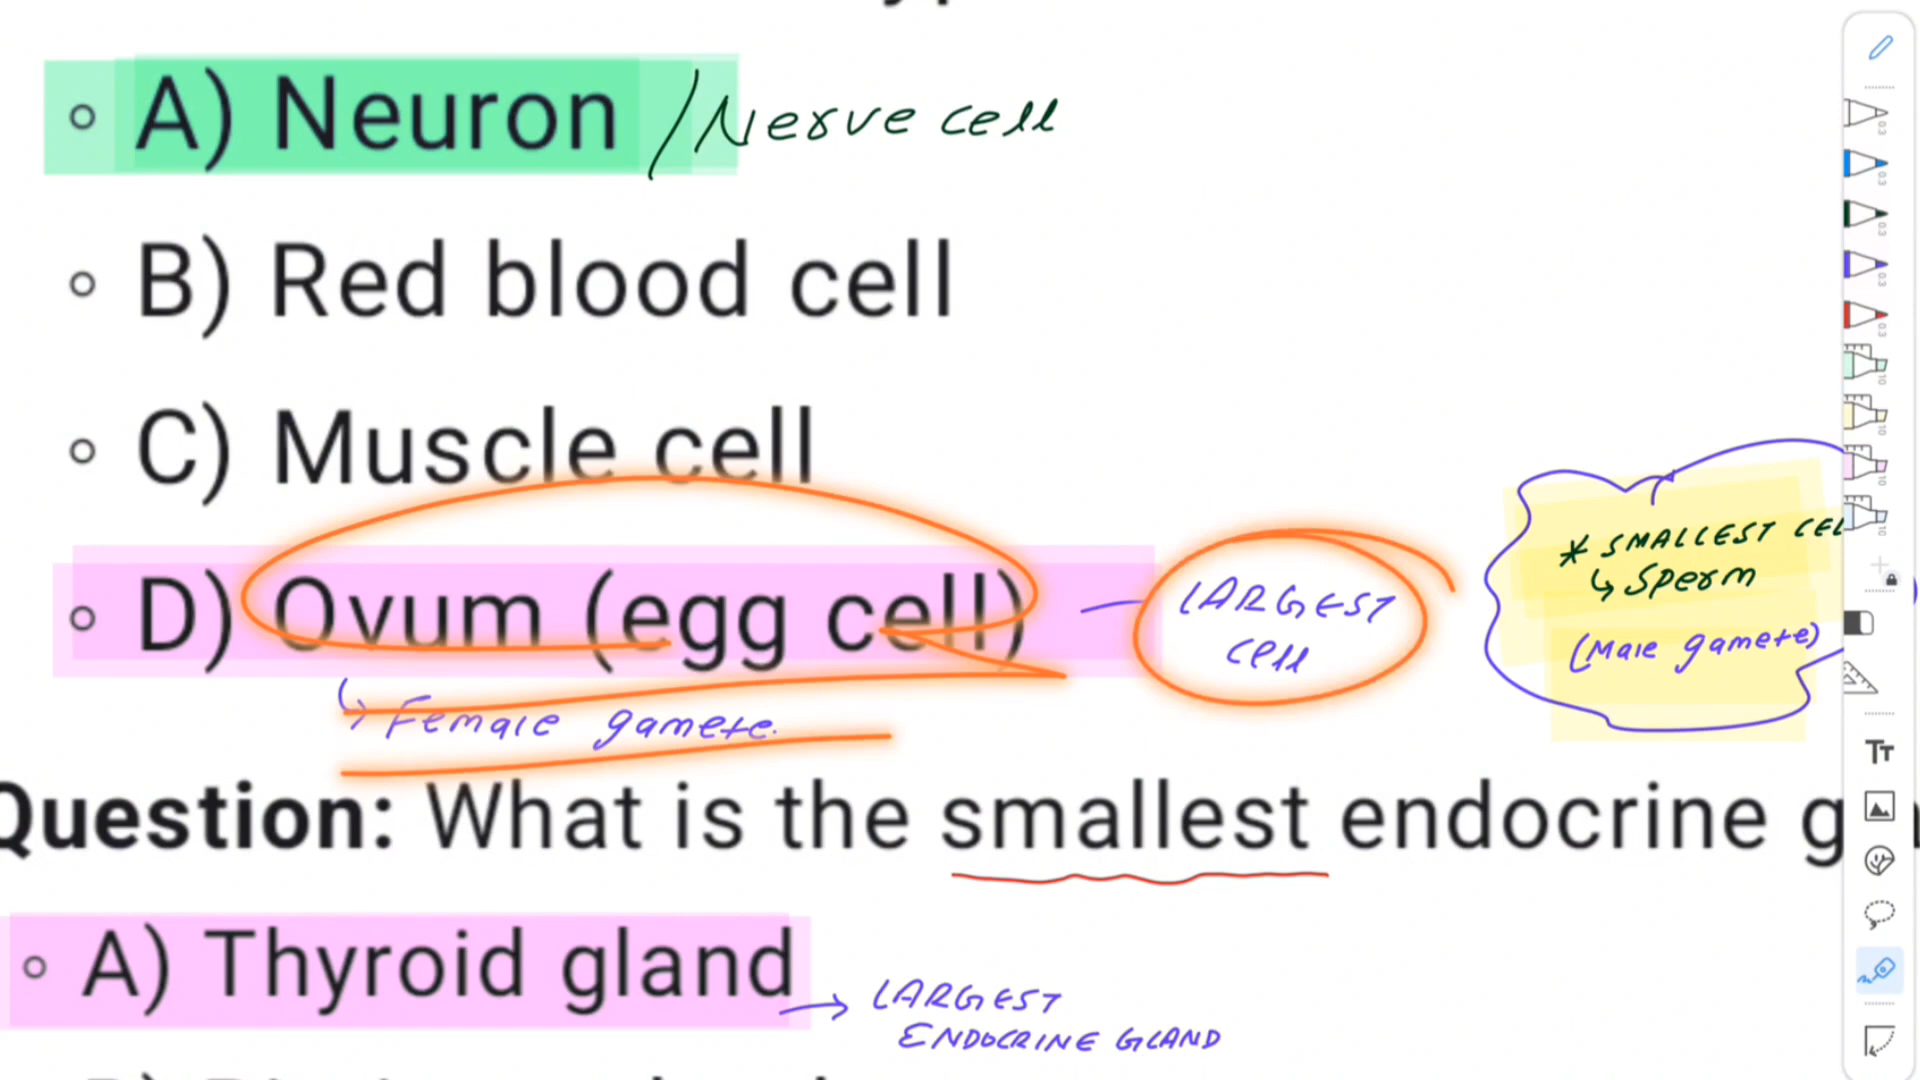 A) Neuron / Nerve cell
B) Red blood cell
C) Muscle cell
D) Ovum (egg cell) – LARGEST
cell
* SMALLEST CEL
↳ Sperm
(Male gamete)
↳ Female gamete.
Question: What is the smallest endocrine g
A) Thyroid gland → LARGEST
ENDOCRINE GLAND